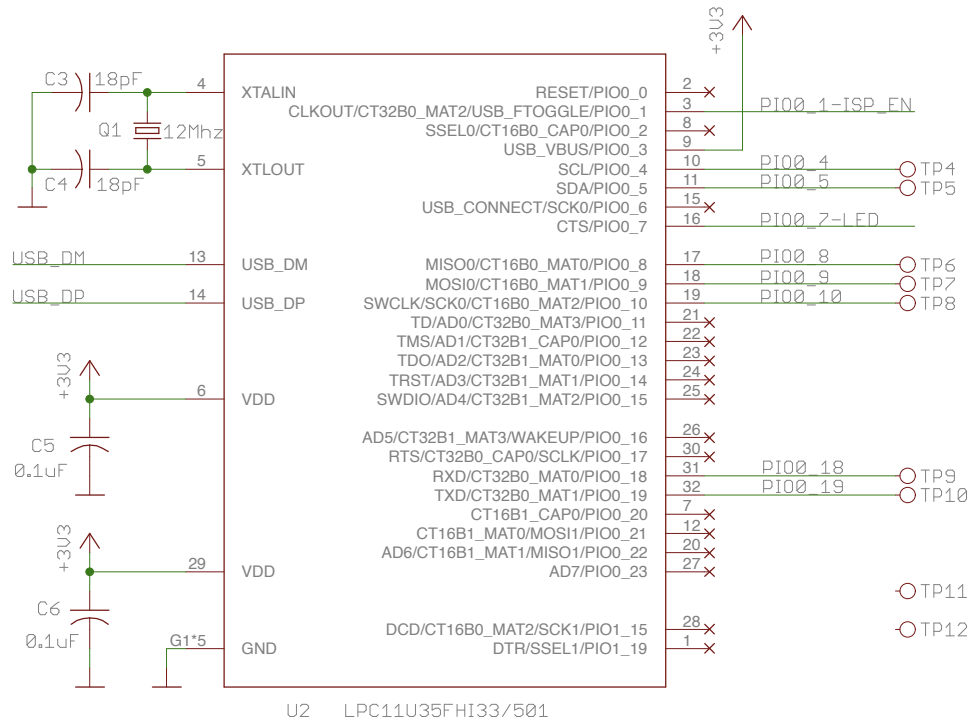 +3V3
C3 18pF
4 XTALIN
RESET/PIO0_0 2
CLKOUT/CT32B0_MAT2/USB_FTOGGLE/PIO0_1 3 PIO0_1-ISP_EN
Q1 12Mhz
SSEL0/CT16B0_CAP0/PIO0_2 8
USB_VBUS/PIO0_3 9
5 XTLOUT
SCL/PIO0_4 10 PIO0_4 TP4
C4 18pF
SDA/PIO0_5 11 PIO0_5 TP5
USB_CONNECT/SCK0/PIO0_6 15
CTS/PIO0_7 16 PIO0_7-LED
USB_DM 13 USB_DM
MISO0/CT16B0_MAT0/PIO0_8 17 PIO0_8 TP6
MOSI0/CT16B0_MAT1/PIO0_9 18 PIO0_9 TP7
USB_DP 14 USB_DP
SWCLK/SCK0/CT16B0_MAT2/PIO0_10 19 PIO0_10 TP8
TD/AD0/CT32B0_MAT3/PIO0_11 21
TMS/AD1/CT32B1_CAP0/PIO0_12 22
TDO/AD2/CT32B1_MAT0/PIO0_13 23
+3V3
TRST/AD3/CT32B1_MAT1/PIO0_14 24
6 VDD
SWDIO/AD4/CT32B1_MAT2/PIO0_15 25
C5
0.1uF
AD5/CT32B1_MAT3/WAKEUP/PIO0_16 26
RTS/CT32B0_CAP0/SCLK/PIO0_17 30
RXD/CT32B0_MAT0/PIO0_18 31 PIO0_18 TP9
TXD/CT32B0_MAT1/PIO0_19 32 PIO0_19 TP10
CT16B1_CAP0/PIO0_20 7
CT16B1_MAT0/MOSI1/PIO0_21 12
+3V3
AD6/CT16B1_MAT1/MISO1/PIO0_22 20
29 VDD
AD7/PIO0_23 27
TP11
C6
0.1uF
DCD/CT16B0_MAT2/SCK1/PIO1_15 28
TP12
G1*5 GND
DTR/SSEL1/PIO1_19 1
U2 LPC11U35FHI33/501